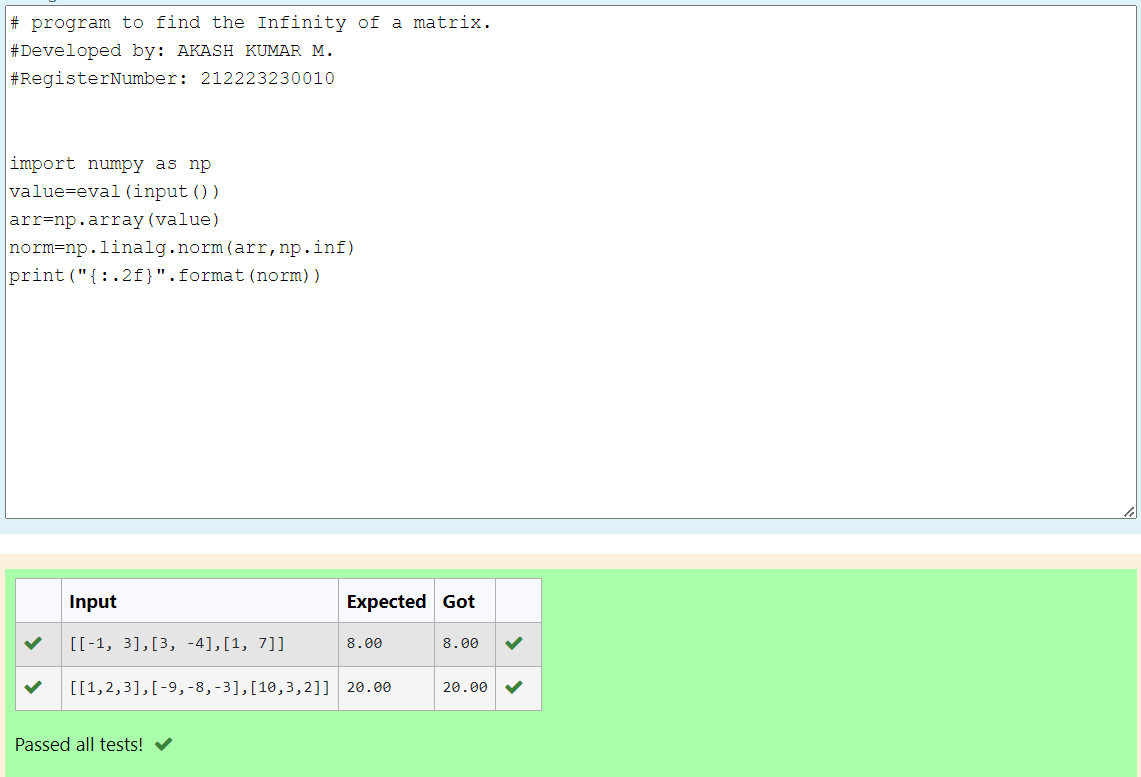 # program to find the Infinity of a matrix.
#Developed by: AKASH KUMAR M.
#RegisterNumber: 212223230010
import numpy as np
value=eval(input())
arr=np.array(value)
norm=np.linalg.norm(arr,np.inf)
print("{:.2f}".format(norm))
Input Expected Got
[[-1, 3],[3, -4],[1, 7]] 8.00 8.00
[[1,2,3],[-9,-8,-3],[10,3,2]] 20.00 20.00
Passed all tests!